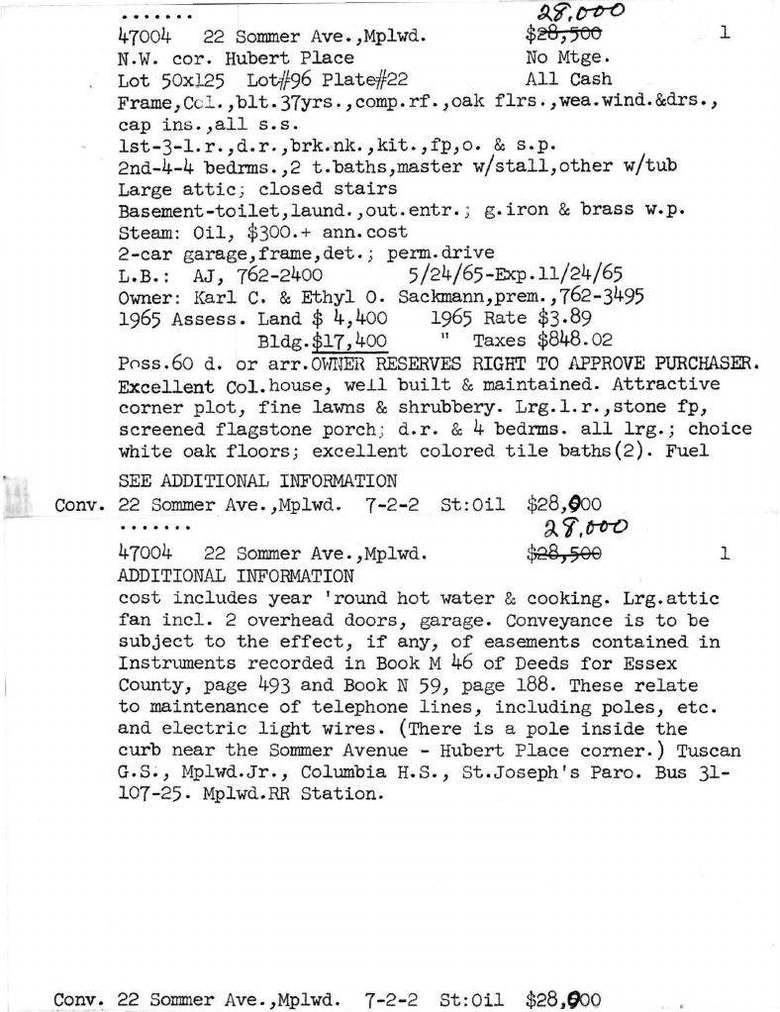 .......
28,000
47004 22 Sommer Ave.,Mplwd. $28,500 1
N.W. cor. Hubert Place No Mtge.
Lot 50x125 Lot#96 Plate#22 All Cash
Frame,Col.,blt.37yrs.,comp.rf.,oak flrs.,wea.wind.&drs.,
cap ins.,all s.s.
1st-3-l.r.,d.r.,brk.nk.,kit.,fp,o. & s.p.
2nd-4-4 bedrms.,2 t.baths,master w/stall,other w/tub
Large attic; closed stairs
Basement-toilet,laund.,out.entr.; g.iron & brass w.p.
Steam: Oil, $300.+ ann.cost
2-car garage,frame,det.; perm.drive
L.B.: AJ, 762-2400 5/24/65-Exp.11/24/65
Owner: Karl C. & Ethyl O. Sackmann,prem.,762-3495
1965 Assess. Land $ 4,400 1965 Rate $3.89
Bldg.$17,400 " Taxes $848.02
Poss.60 d. or arr.OWNER RESERVES RIGHT TO APPROVE PURCHASER.
Excellent Col.house, well built & maintained. Attractive
corner plot, fine lawns & shrubbery. Lrg.l.r.,stone fp,
screened flagstone porch; d.r. & 4 bedrms. all lrg.; choice
white oak floors; excellent colored tile baths(2). Fuel
SEE ADDITIONAL INFORMATION
Conv. 22 Sommer Ave.,Mplwd. 7-2-2 St:Oil $28,000
.......
28,000
47004 22 Sommer Ave.,Mplwd. $28,500 1
ADDITIONAL INFORMATION
cost includes year 'round hot water & cooking. Lrg.attic
fan incl. 2 overhead doors, garage. Conveyance is to be
subject to the effect, if any, of easements contained in
Instruments recorded in Book M 46 of Deeds for Essex
County, page 493 and Book N 59, page 188. These relate
to maintenance of telephone lines, including poles, etc.
and electric light wires. (There is a pole inside the
curb near the Sommer Avenue - Hubert Place corner.) Tuscan
G.S., Mplwd.Jr., Columbia H.S., St.Joseph's Paro. Bus 31-
107-25. Mplwd.RR Station.
Conv. 22 Sommer Ave.,Mplwd. 7-2-2 St:Oil $28,000